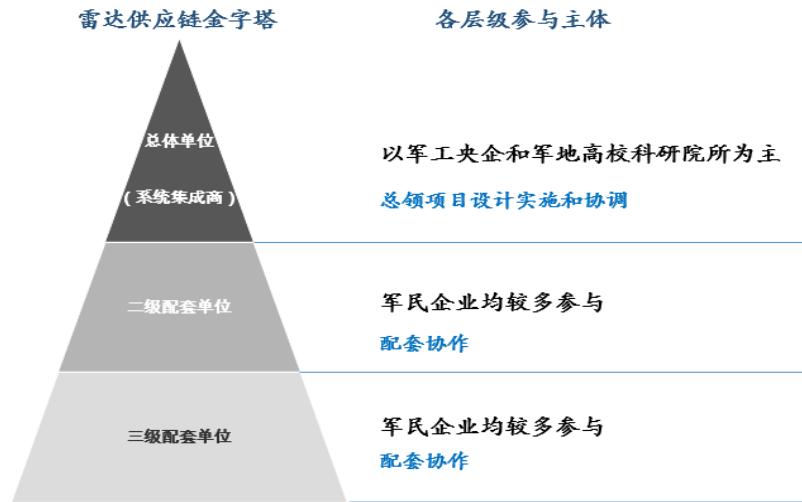 雷达供应链金字塔
各层级参与主体
总体单位
（系统集成商）
以军工央企和军地高校科研院所为主
总领项目设计实施和协调
二级配套单位
军民企业均较多参与
配套协作
三级配套单位
军民企业均较多参与
配套协作